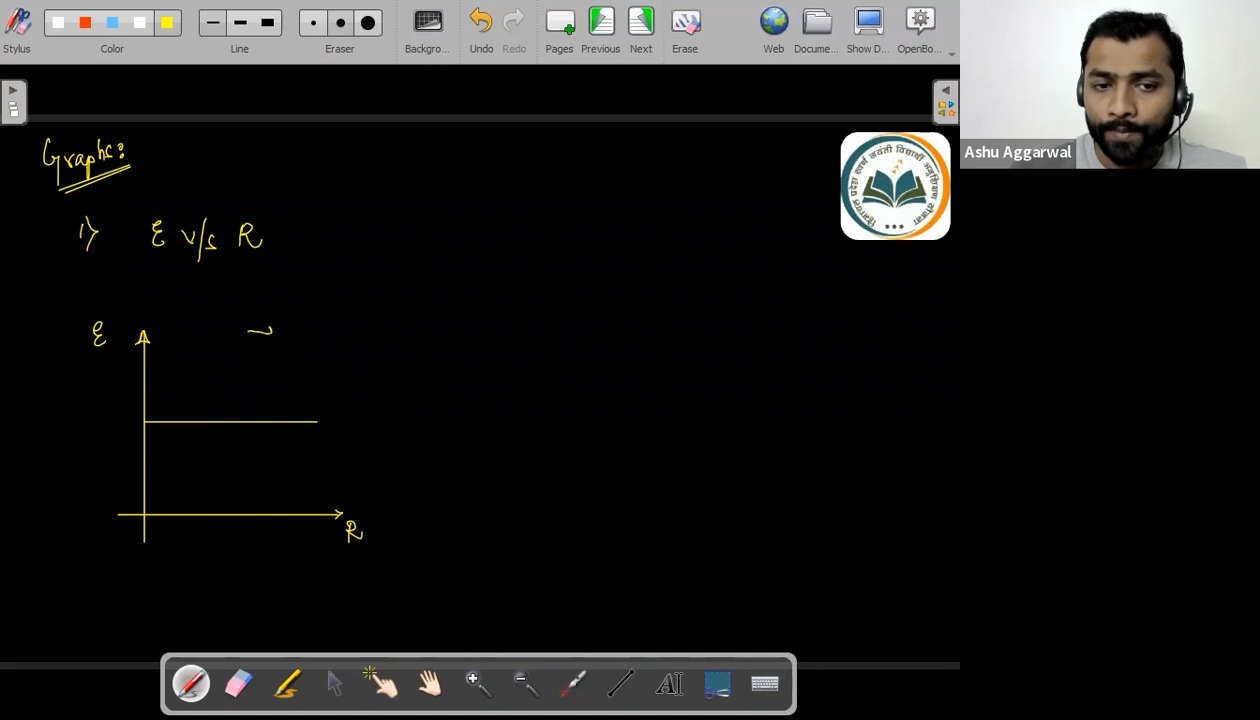 Stylus
Color
Line
Eraser
Backgro...
Undo
Redo
Pages
Previous
Next
Erase
Web
Docume...
Show D...
OpenBo...
Ashu Aggarwal
Graphs:
1) ε v/s R
ε
R